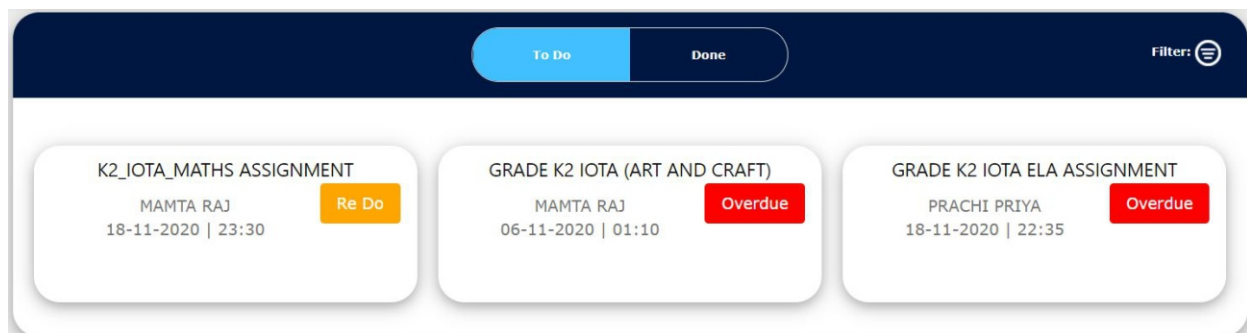 To Do
Done
Filter:
K2_IOTA_MATHS ASSIGNMENT
MAMTA RAJ
Re Do
18-11-2020 | 23:30
GRADE K2 IOTA (ART AND CRAFT)
MAMTA RAJ
Overdue
06-11-2020 | 01:10
GRADE K2 IOTA ELA ASSIGNMENT
PRACHI PRIYA
Overdue
18-11-2020 | 22:35